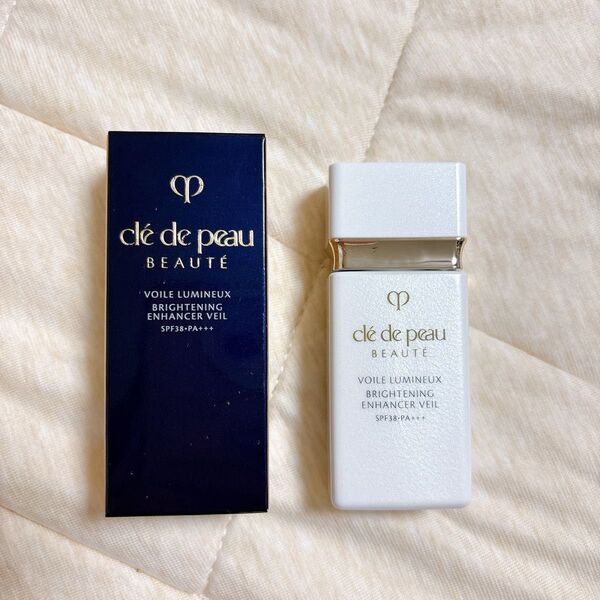 clé de peau
BEAUTÉ
VOILE LUMINEUX
BRIGHTENING
ENHANCER VEIL
SPF38•PA+++
clé de peau
BEAUTÉ
VOILE LUMINEUX
BRIGHTENING
ENHANCER VEIL
SPF38•PA+++